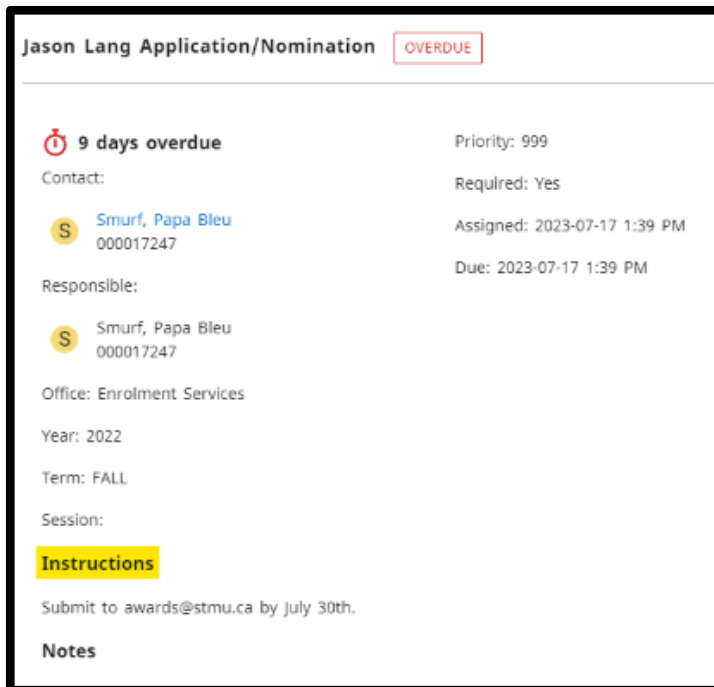 Jason Lang Application/Nomination OVERDUE
9 days overdue
Contact:
S Smurf, Papa Bleu
000017247
Responsible:
S Smurf, Papa Bleu
000017247
Office: Enrolment Services
Year: 2022
Term: FALL
Session:
Instructions
Submit to awards@stmu.ca by July 30th.
Notes
Priority: 999
Required: Yes
Assigned: 2023-07-17 1:39 PM
Due: 2023-07-17 1:39 PM